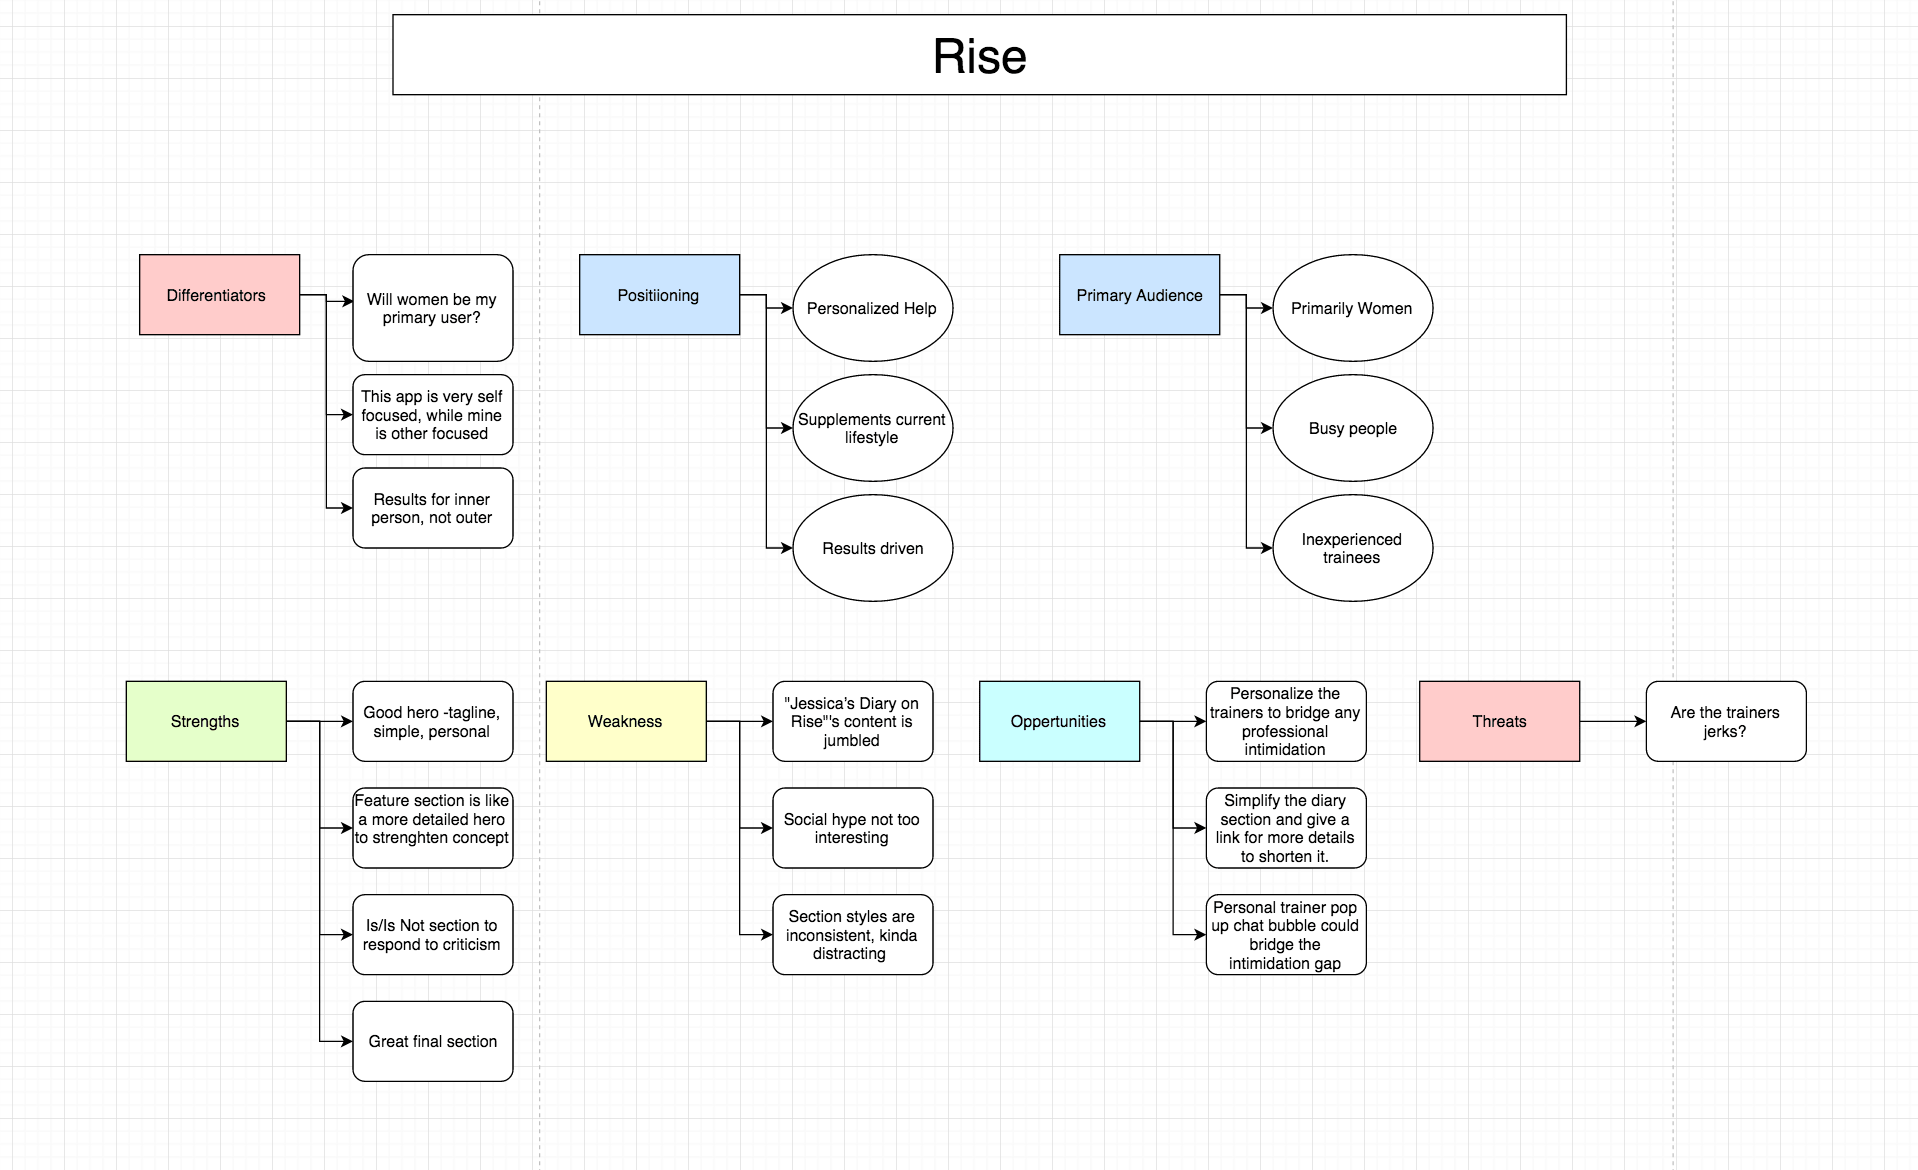 Rise
Differentiators
Will women be my
primary user?
This app is very self
focused, while mine
is other focused
Results for inner
person, not outer
Positiioning
Personalized Help
Supplements current
lifestyle
Results driven
Primary Audience
Primarily Women
Busy people
Inexperienced
trainees
Strengths
Good hero -tagline,
simple, personal
Feature section is like
a more detailed hero
to strenghten concept
Is/Is Not section to
respond to criticism
Great final section
Weakness
"Jessica's Diary on
Rise"'s content is
jumbled
Social hype not too
interesting
Section styles are
inconsistent, kinda
distracting
Oppertunities
Personalize the
trainers to bridge any
professional
intimidation
Simplify the diary
section and give a
link for more details
to shorten it.
Personal trainer pop
up chat bubble could
bridge the
intimidation gap
Threats
Are the trainers
jerks?